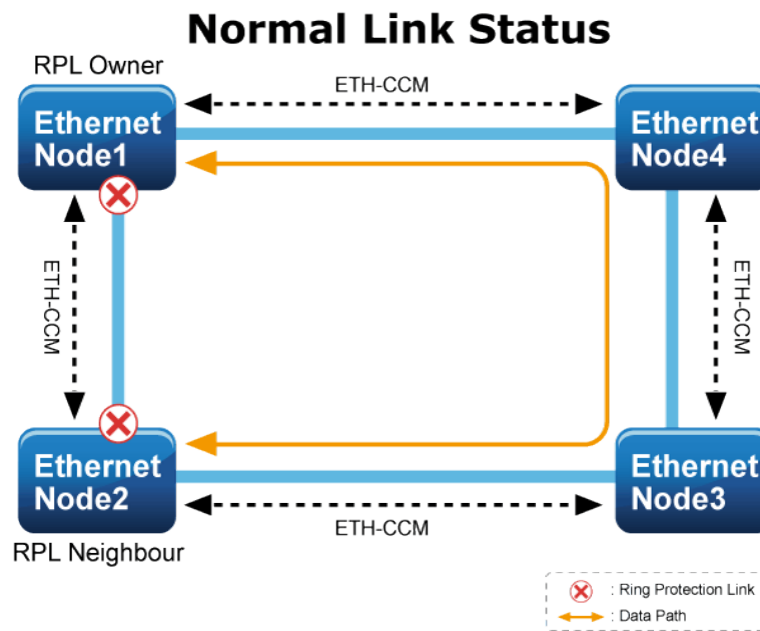 Normal Link Status
RPL Owner
ETH-CCM
Ethernet
Node1
Ethernet
Node4
ETH-CCM
ETH-CCM
Ethernet
Node2
Ethernet
Node3
RPL Neighbour
ETH-CCM
: Ring Protection Link
: Data Path